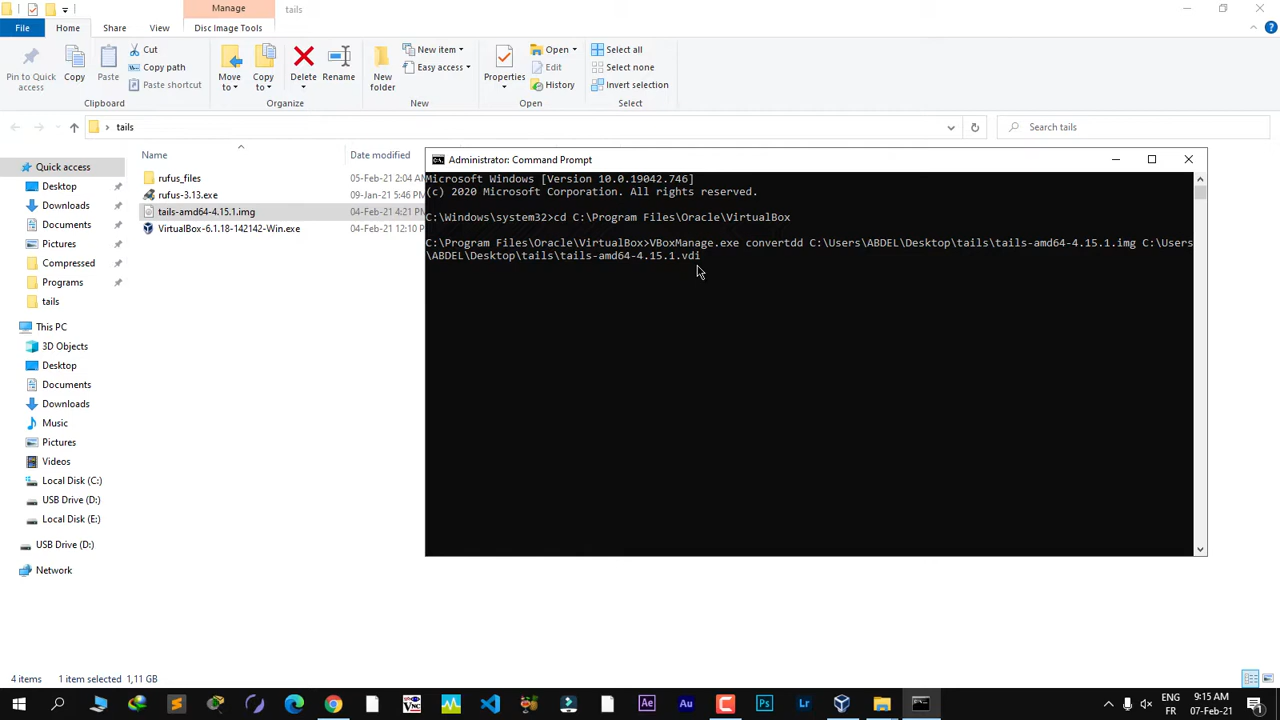 Manage
tails
File
Home
Share
View
Disc Image Tools
Pin to Quick
access
Copy
Paste
Cut
Copy path
Paste shortcut
Clipboard
Move
to
Copy
to
Delete
Rename
Organize
New
folder
New item
Easy access
New
Properties
Open
Edit
History
Open
Select all
Select none
Invert selection
Select
tails
Search tails
Name
Date modified
Quick access
Desktop
Downloads
Documents
Pictures
Compressed
Programs
tails
This PC
3D Objects
Desktop
Documents
Downloads
Music
Pictures
Videos
Local Disk (C:)
USB Drive (D:)
Local Disk (E:)
USB Drive (D:)
Network
rufus_files
05-Feb-21 2:04 AM
rufus-3.13.exe
09-Jan-21 5:46 PM
tails-amd64-4.15.1.img
04-Feb-21 4:21 PM
VirtualBox-6.1.18-142142-Win.exe
04-Feb-21 12:10 P
Administrator: Command Prompt
Microsoft Windows [Version 10.0.19042.746]
(c) 2020 Microsoft Corporation. All rights reserved.
C:\Windows\system32>cd C:\Program Files\Oracle\VirtualBox
C:\Program Files\Oracle\VirtualBox>VBoxManage.exe convertdd C:\Users\ABDEL\Desktop\tails\tails-amd64-4.15.1.img C:\Users
\ABDEL\Desktop\tails\tails-amd64-4.15.1.vdi
4 items
1 item selected
1,11 GB
Ae
Au
Ps
Lr
ENG
FR
9:15 AM
07-Feb-21